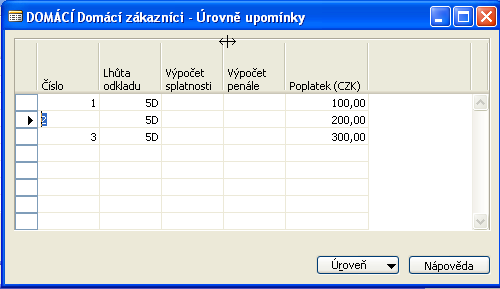 DOMÁCÍ Domácí zákazníci - Úrovně upomínky
Číslo Lhůta odkladu Výpočet splatnosti Výpočet penále Poplatek (CZK)
1 5D 100,00
2 5D 200,00
3 5D 300,00
Úroveň Nápověda